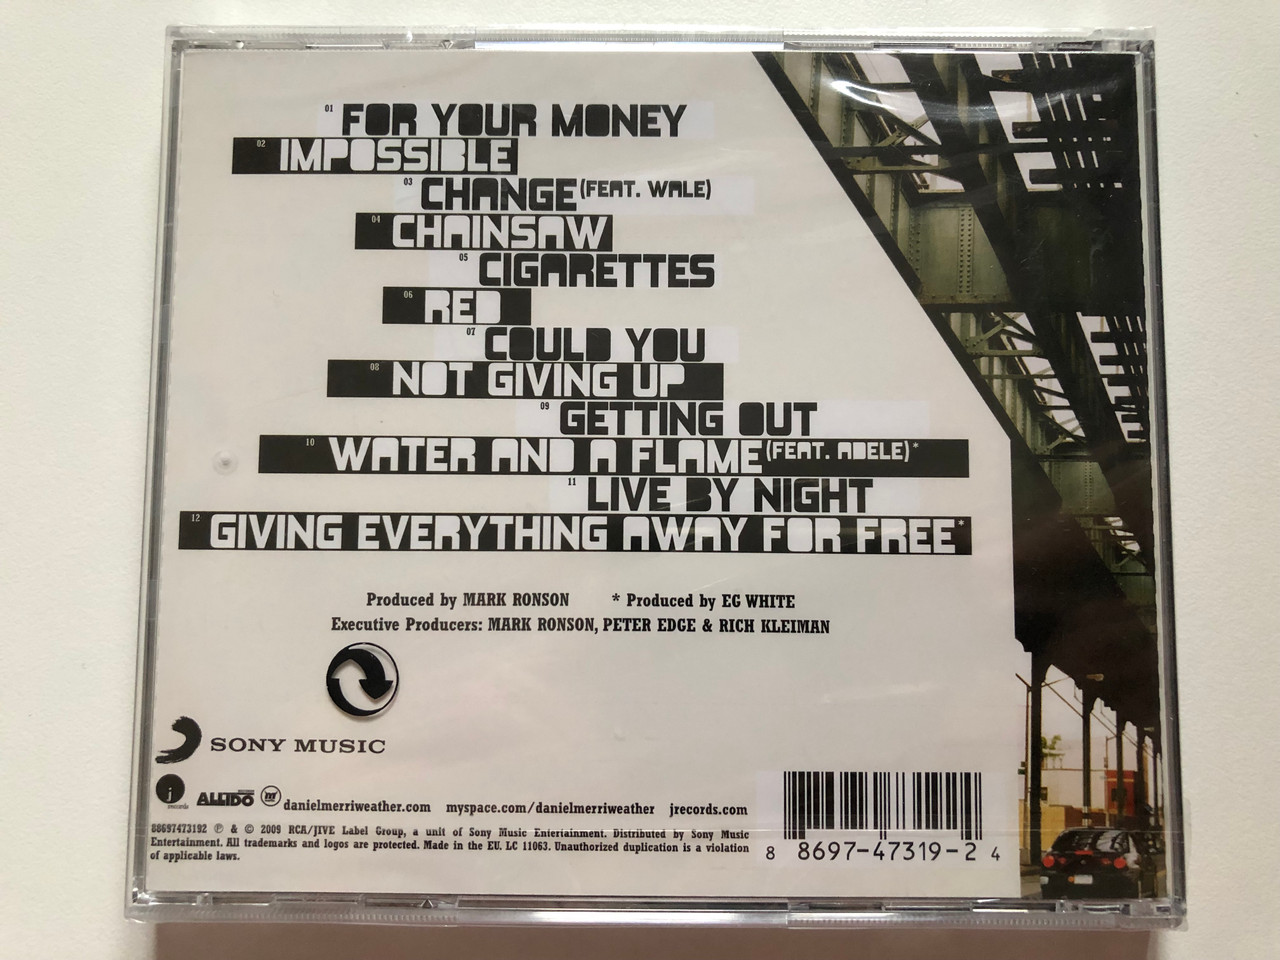 01 FOR YOUR MONEY
02 IMPOSSIBLE
03 CHANGE (FEAT. WALE)
04 CHAINSAW
05 CIGARETTES
06 RED
07 COULD YOU
08 NOT GIVING UP
09 GETTING OUT
10 WATER AND A FLAME (FEAT. ADELE)*
11 LIVE BY NIGHT
12 GIVING EVERYTHING AWAY FOR FREE*
Produced by MARK RONSON * Produced by EG WHITE
Executive Producers: MARK RONSON, PETER EDGE & RICH KLEIMAN
SONY MUSIC
j records ALLIDO RECORDS m danielmerriweather.com myspace.com/danielmerriweather jrecords.com
88697473192 ℗ & © 2009 RCA/JIVE Label Group, a unit of Sony Music Entertainment. Distributed by Sony Music
Entertainment. All trademarks and logos are protected. Made in the EU. LC 11063. Unauthorized duplication is a violation
of applicable laws.
8 8697-47319-2 4